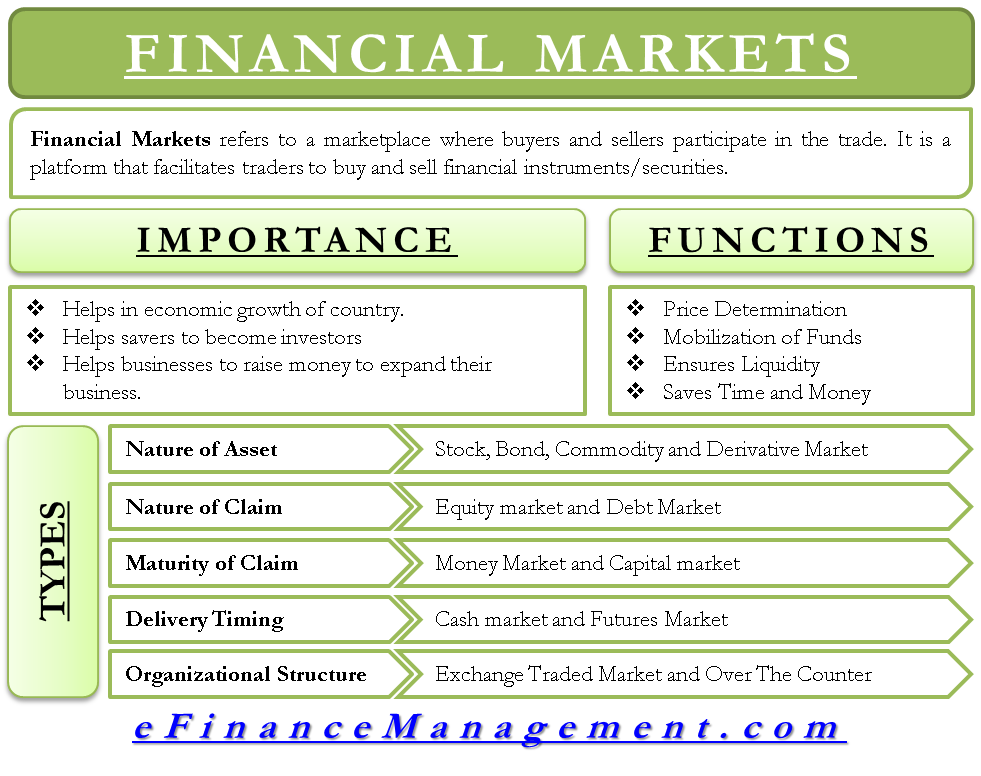 FINANCIAL MARKETS
Financial Markets refers to a marketplace where buyers and sellers participate in the trade. It is a
platform that facilitates traders to buy and sell financial instruments/securities.
IMPORTANCE
❖ Helps in economic growth of country.
❖ Helps savers to become investors
❖ Helps businesses to raise money to expand their
business.
FUNCTIONS
❖ Price Determination
❖ Mobilization of Funds
❖ Ensures Liquidity
❖ Saves Time and Money
TYPES
Nature of Asset
Stock, Bond, Commodity and Derivative Market
Nature of Claim
Equity market and Debt Market
Maturity of Claim
Money Market and Capital market
Delivery Timing
Cash market and Futures Market
Organizational Structure
Exchange Traded Market and Over The Counter
eFinanceManagement.com